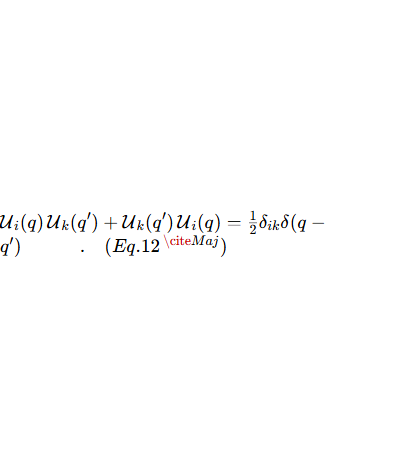 𝒰ᵢ(q) 𝒰ₖ(q′) + 𝒰ₖ(q′) 𝒰ᵢ(q) = ½δᵢₖδ(q −
q′) . (Eq.12 \citeMaj)